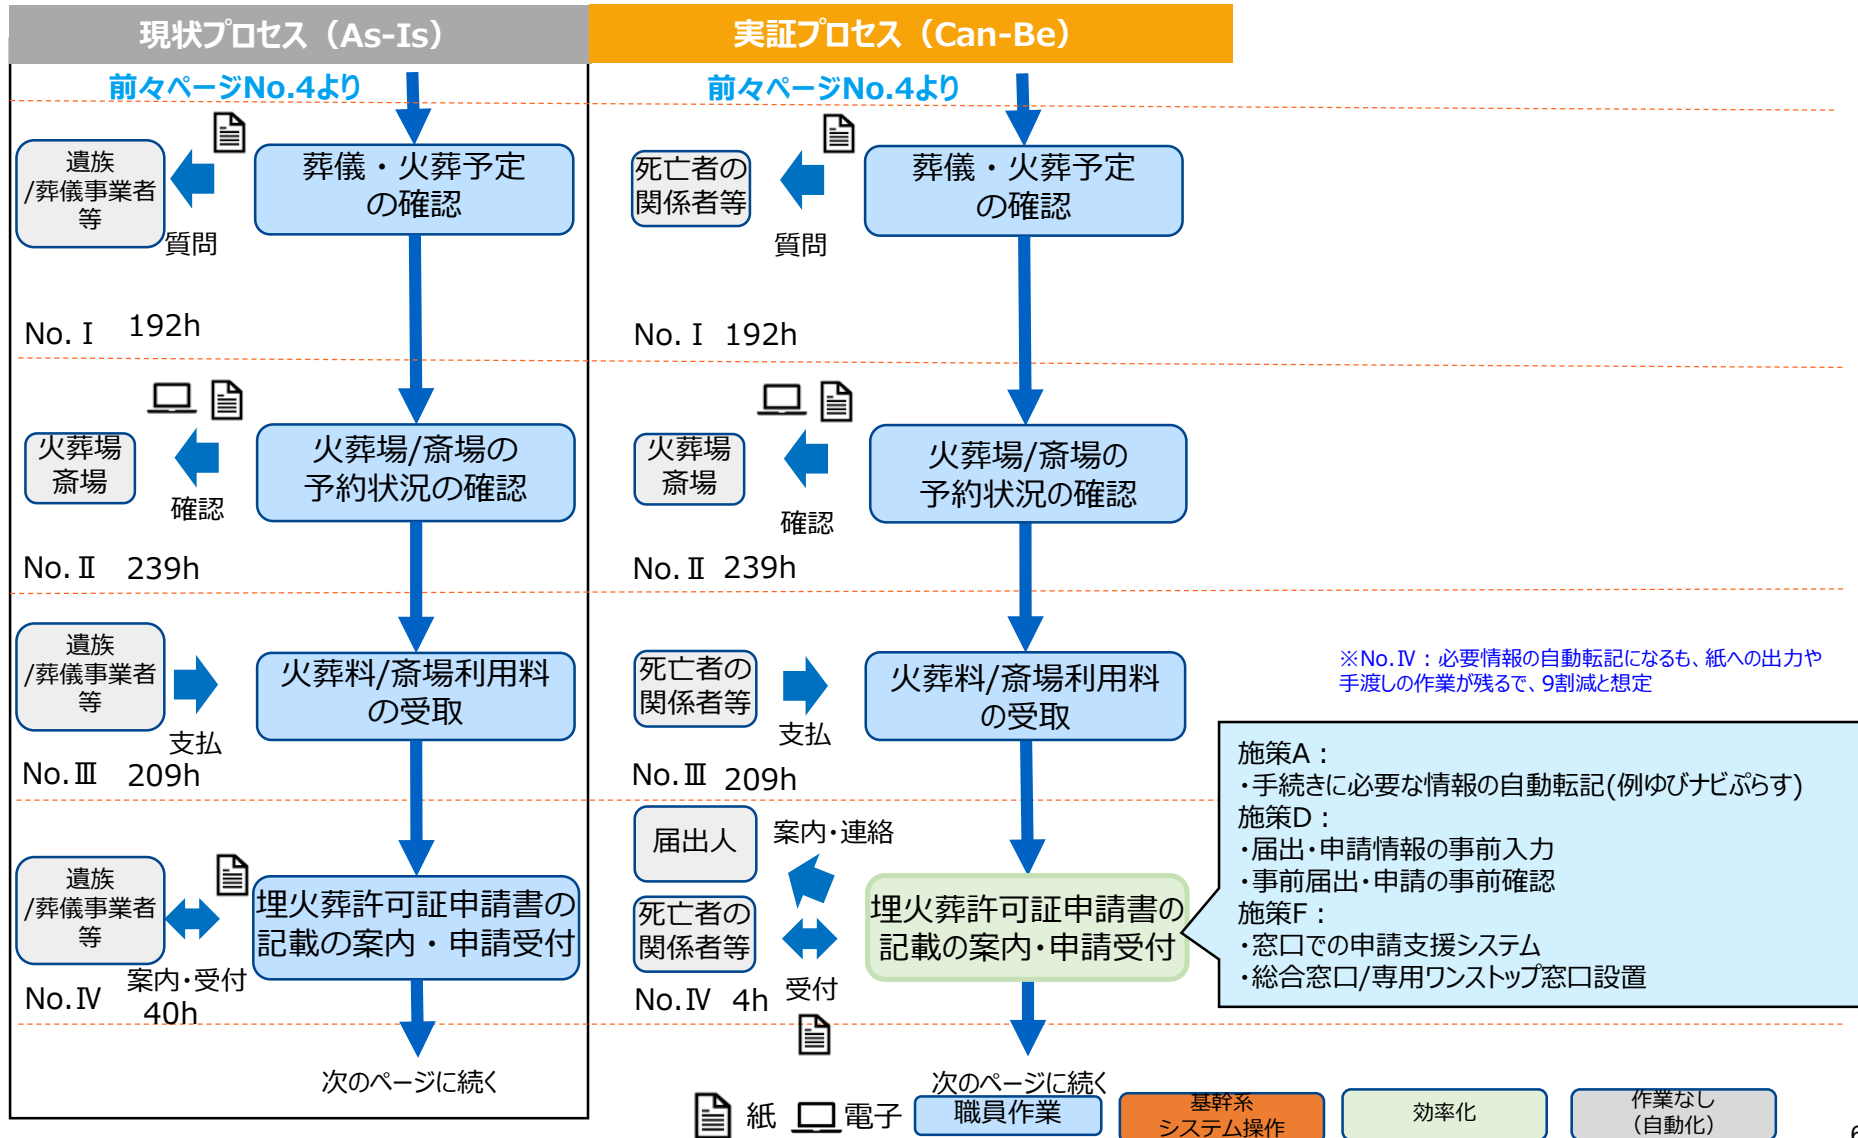 現状プロセス（As-Is）
実証プロセス（Can-Be）
前々ページNo.4より
遺族
/葬儀事業者
等
質問
葬儀・火葬予定
の確認
No.Ⅰ 192h
火葬場
斎場
確認
火葬場/斎場の
予約状況の確認
No.Ⅱ 239h
遺族
/葬儀事業者
等
支払
火葬料/斎場利用料
の受取
No.Ⅲ 209h
遺族
/葬儀事業者
等
案内・受付
埋火葬許可証申請書の
記載の案内・申請受付
No.Ⅳ 40h
次のページに続く
前々ページNo.4より
死亡者の
関係者等
質問
葬儀・火葬予定
の確認
No.Ⅰ 192h
火葬場
斎場
確認
火葬場/斎場の
予約状況の確認
No.Ⅱ 239h
死亡者の
関係者等
支払
火葬料/斎場利用料
の受取
No.Ⅲ 209h
届出人
案内・連絡
死亡者の
関係者等
受付
埋火葬許可証申請書の
記載の案内・申請受付
No.Ⅳ 4h
次のページに続く
※No.Ⅳ：必要情報の自動転記になるも、紙への出力や
手渡しの作業が残るで、9割減と想定
施策A：
・手続きに必要な情報の自動転記(例ゆびナビぷらす)
施策D：
・届出・申請情報の事前入力
・事前届出・申請の事前確認
施策F：
・窓口での申請支援システム
・総合窓口/専用ワンストップ窓口設置
紙
電子
職員作業
基幹系
システム操作
効率化
作業なし
（自動化）
6